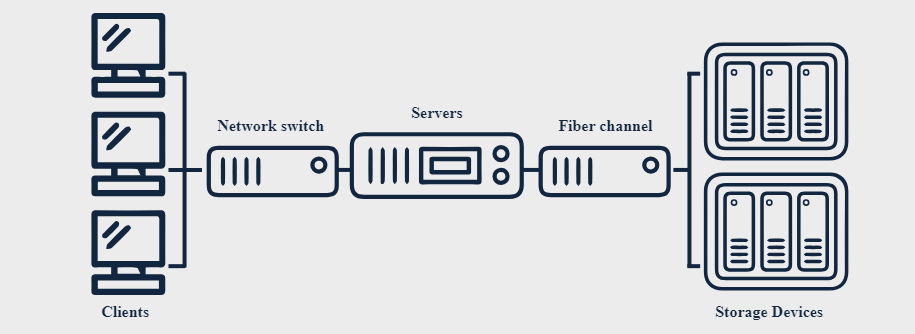 Servers
Network switch
Fiber channel
Clients
Storage Devices